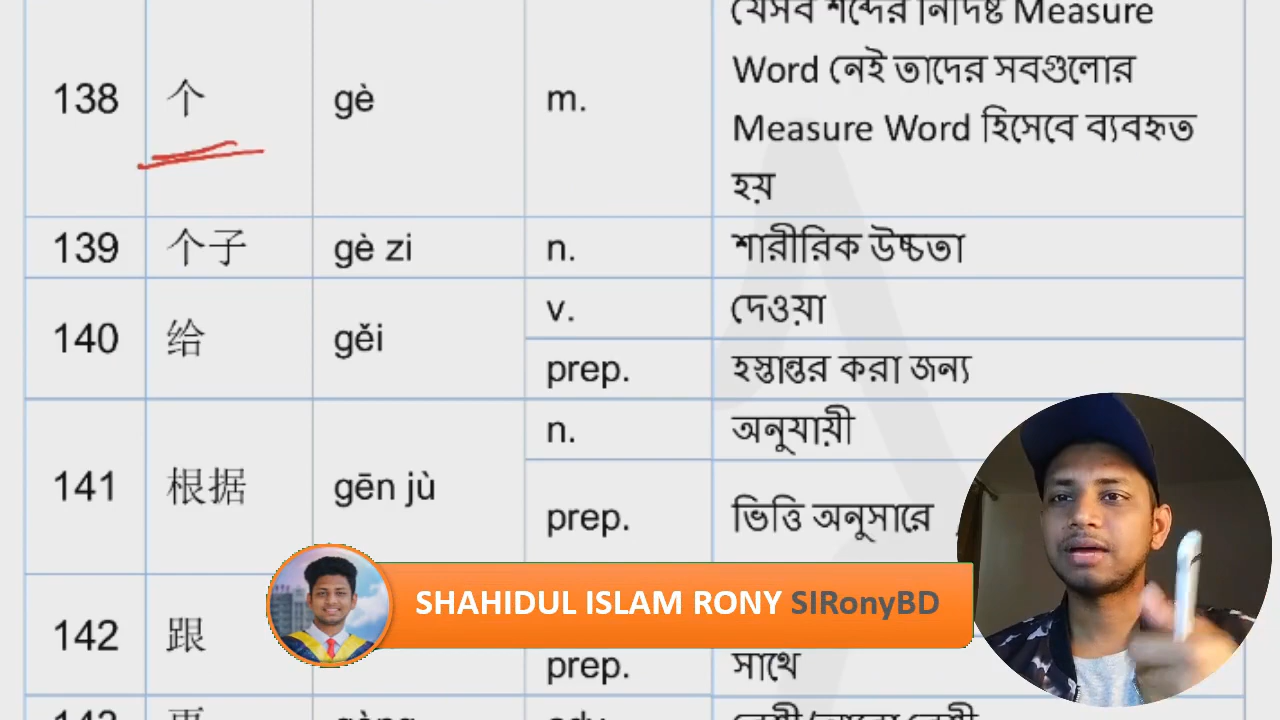 যেসব শব্দের নির্দিষ্ট Measure
Word নেই তাদের সবগুলোর
138 个 gè m. Measure Word হিসেবে ব্যবহৃত
হয়
139 个子 gè zi n. শারীরিক উচ্চতা
140 给 gěi v. দেওয়া
prep. হস্তান্তর করা জন্য
141 根据 gēn jù n. অনুযায়ী
prep. ভিত্তি অনুসারে
SHAHIDUL ISLAM RONY SIRonyBD
142 跟
prep. সাথে